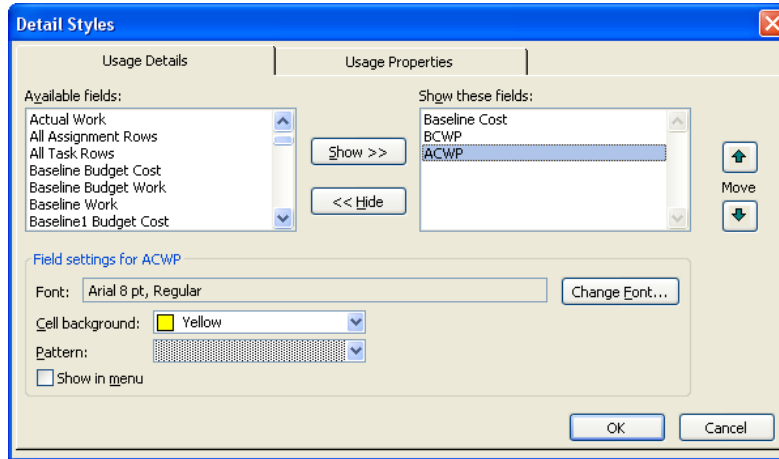 Detail Styles
Usage Details
Usage Properties
Available fields:
Show these fields:
Actual Work
All Assignment Rows
All Task Rows
Baseline Budget Cost
Baseline Budget Work
Baseline Work
Baseline1 Budget Cost
Show >>
<< Hide
Baseline Cost
BCWP
ACWP
Move
Field settings for ACWP
Font: Arial 8 pt, Regular
Change Font...
Cell background: Yellow
Pattern:
Show in menu
OK
Cancel